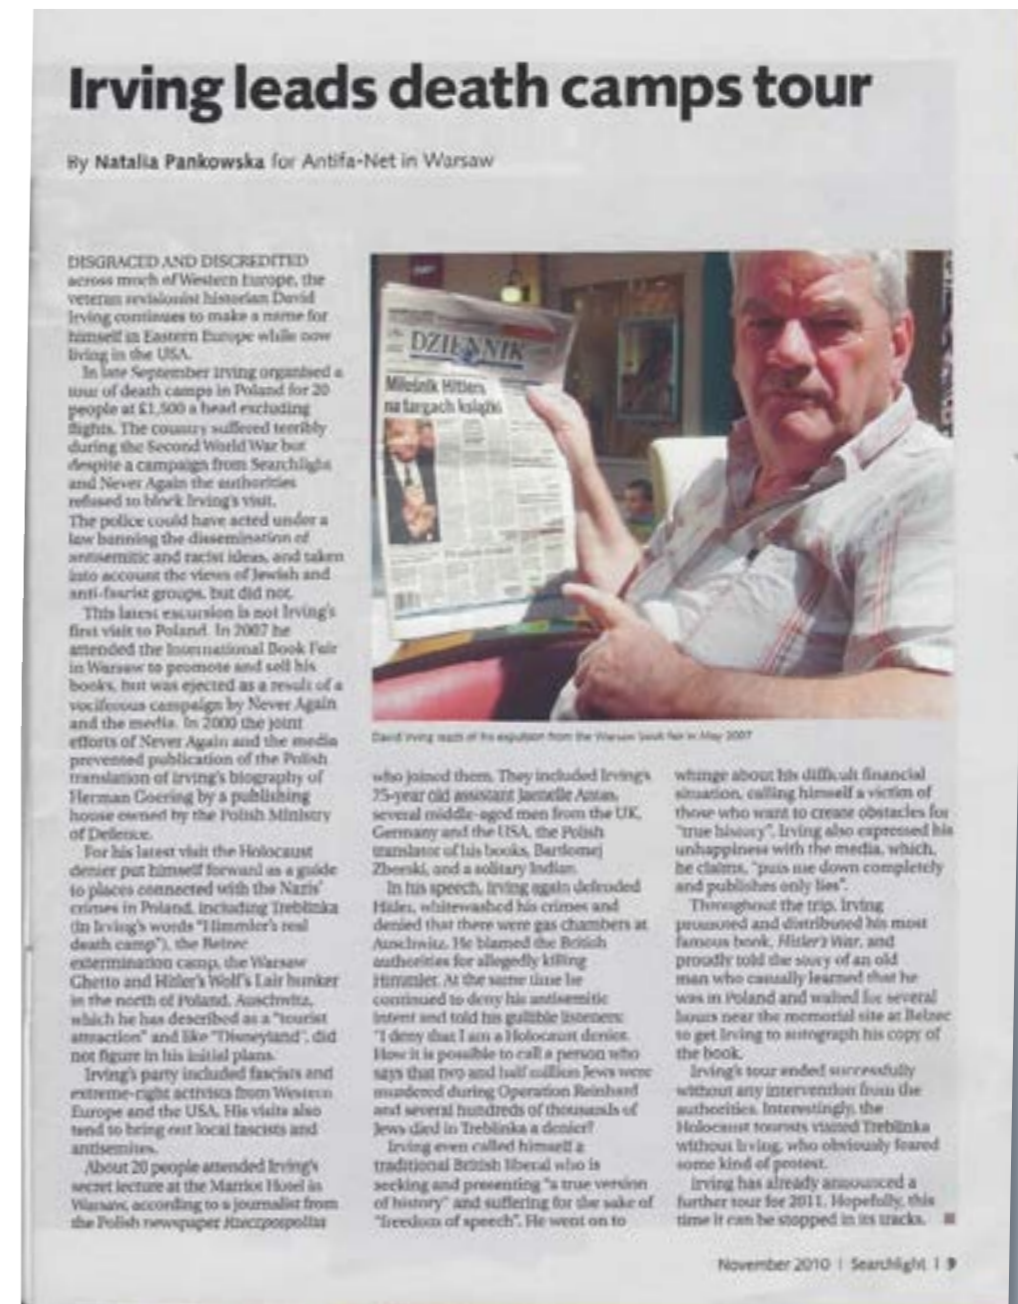 Irving leads death camps tour
By Natalia Pankowska for Antifa-Net in Warsaw
DISGRACED AND DISCREDITED
across much of Western Europe, the
veteran revisionist historian David
Irving continues to make a name for
himself in Eastern Europe while now
living in the USA.
In late September Irving organised a
tour of death camps in Poland for 20
people at £1,500 a head excluding
flights. The country suffered terribly
during the Second World War but
despite a campaign from Searchlight
and Never Again the authorities
refused to block Irving's visit.
The police could have acted under a
law banning the dissemination of
antisemitic and racist ideas, and taken
into account the views of Jewish and
anti-fascist groups, but did not.
This latest excursion is not Irving's
first visit to Poland. In 2007 he
attended the International Book Fair
in Warsaw to promote and sell his
books, but was ejected as a result of a
vociferous campaign by Never Again
and the media. In 2000 the joint
efforts of Never Again and the media
prevented publication of the Polish
translation of Irving's biography of
Herman Goering by a publishing
house owned by the Polish Ministry
of Defence.
For his latest visit the Holocaust
denier put himself forward as a guide
to places connected with the Nazis'
crimes in Poland, including Treblinka
(in Irving's words "Himmler's real
death camp"), the Belzec
extermination camp, the Warsaw
Ghetto and Hitler's Wolf's Lair bunker
in the north of Poland. Auschwitz,
which he has described as a "tourist
attraction" and like "Disneyland", did
not figure in his initial plans.
Irving's party included fascists and
extreme-right activists from Western
Europe and the USA. His visits also
tend to bring out local fascists and
antisemites.
About 20 people attended Irving's
secret lecture at the Marriot Hotel in
Warsaw, according to a journalist from
the Polish newspaper Rzeczpospolita
DZIENNIK
Miłośnik Hitlera
na targach książki
David Irving reads of his expulsion from the Warsaw book fair in May 2007
who joined them. They included Irving's
25-year old assistant Jaenelle Antas,
several middle-aged men from the UK,
Germany and the USA, the Polish
translator of his books, Bartlomiej
Zborski, and a solitary Indian.
In his speech, Irving again defended
Hitler, whitewashed his crimes and
denied that there were gas chambers at
Auschwitz. He blamed the British
authorities for allegedly killing
Himmler. At the same time he
continued to deny his antisemitic
intent and told his gullible listeners:
"I deny that I am a Holocaust denier.
How it is possible to call a person who
says that two and half million Jews were
murdered during Operation Reinhard
and several hundreds of thousands of
Jews died in Treblinka a denier?
Irving even called himself a
traditional British liberal who is
seeking and presenting "a true version
of history" and suffering for the sake of
"freedom of speech". He went on to
whinge about his difficult financial
situation, calling himself a victim of
those who want to create obstacles for
"true history". Irving also expressed his
unhappiness with the media, which,
he claims, "puts me down completely
and publishes only lies".
Throughout the trip, Irving
promoted and distributed his most
famous book, Hitler's War, and
proudly told the story of an old
man who casually learned that he
was in Poland and waited for several
hours near the memorial site at Belzec
to get Irving to autograph his copy of
the book.
Irving's tour ended successfully
without any intervention from the
authorities. Interestingly, the
Holocaust tourists visited Treblinka
without Irving, who obviously feared
some kind of protest.
Irving has already announced a
further tour for 2011. Hopefully, this
time it can be stopped in its tracks.
November 2010 | Searchlight | 9